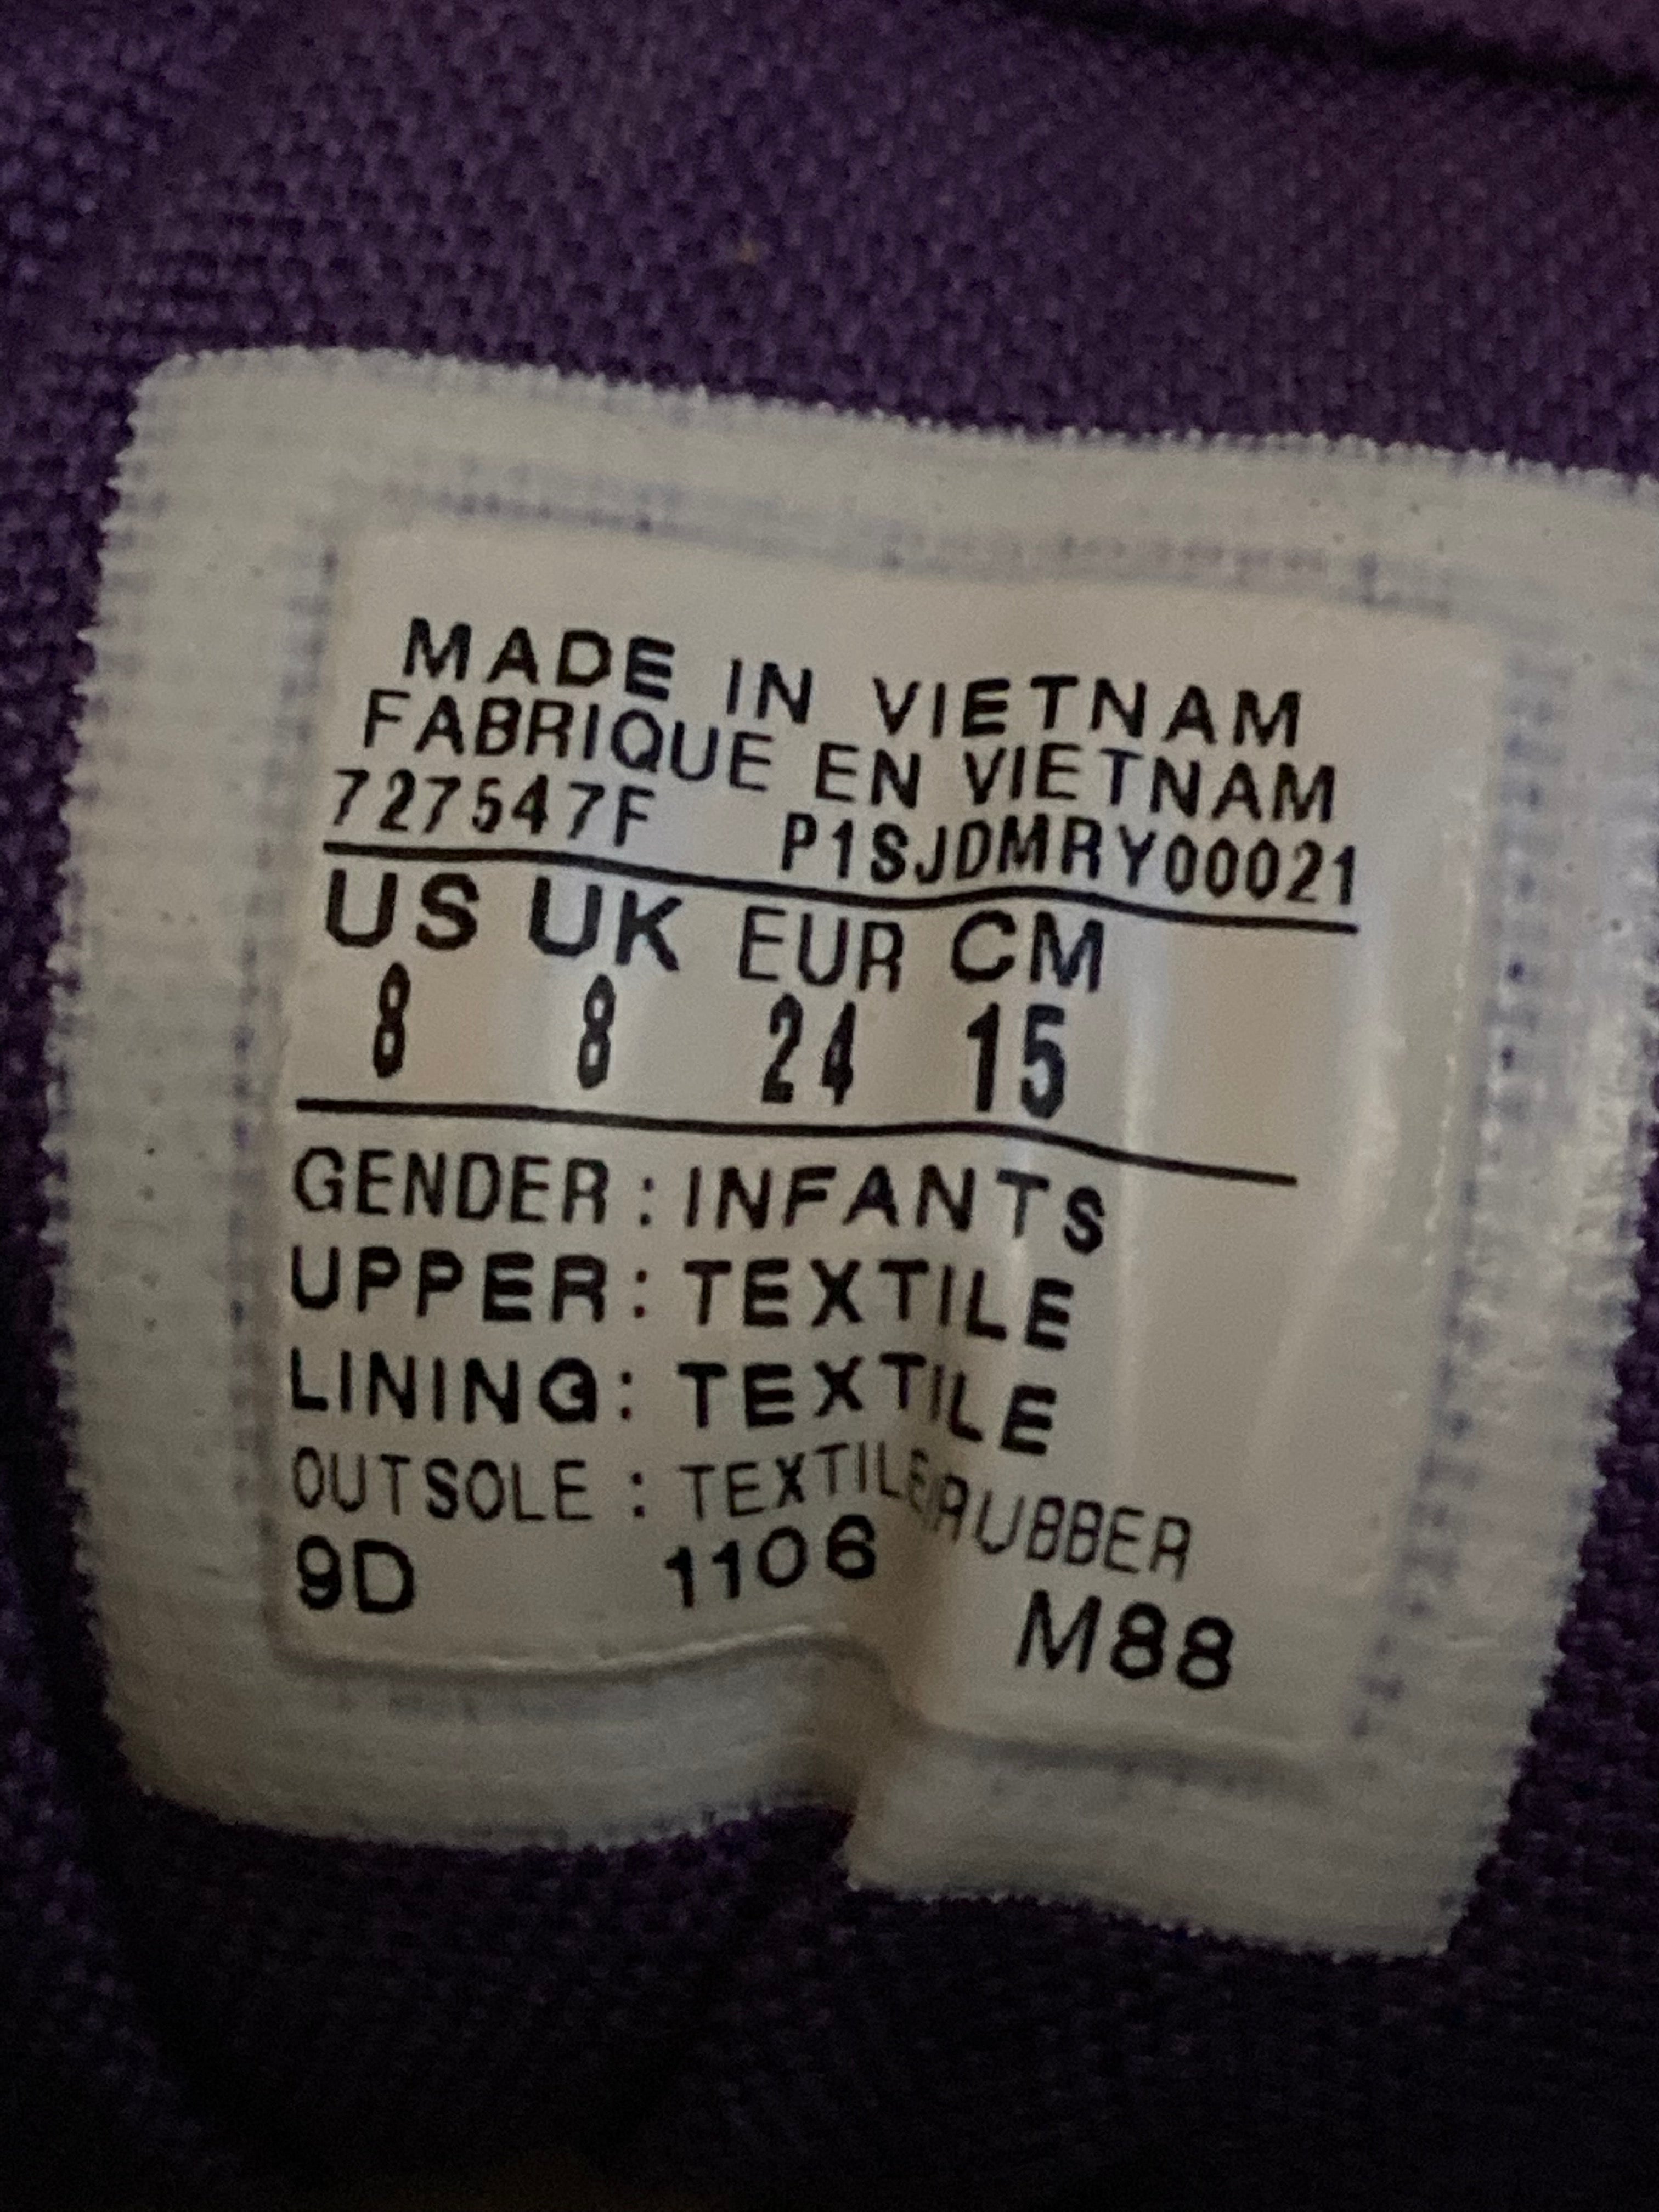 MADE IN VIETNAM
FABRIQUE EN VIETNAM
727547F P1SJDMRY00021
US UK EUR CM
8 8 24 15
GENDER : INFANTS
UPPER : TEXTILE
LINING : TEXTILE
OUTSOLE : TEXTILE RUBBER
9D 1106 M88